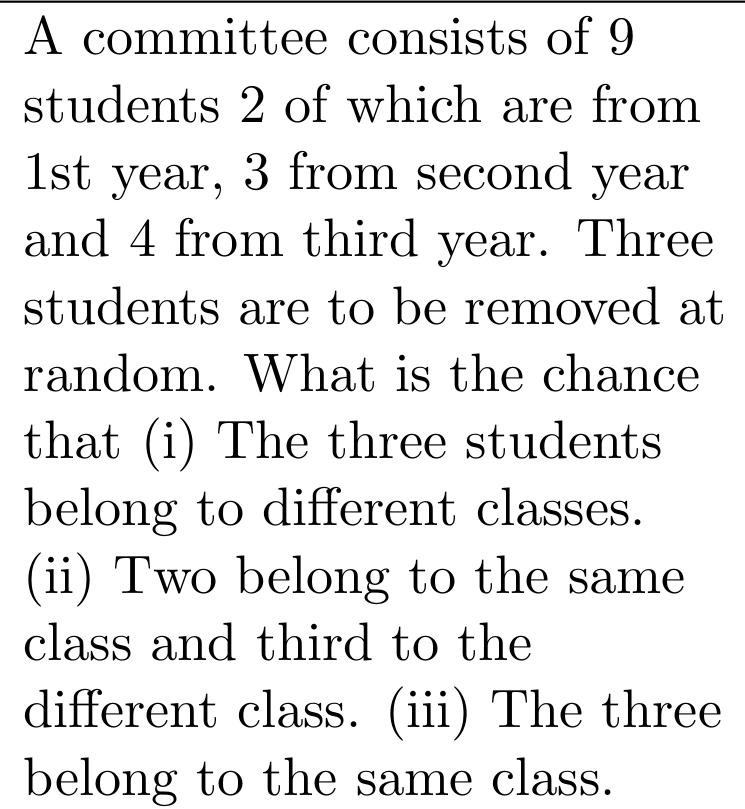 A committee consists of 9
students 2 of which are from
1st year, 3 from second year
and 4 from third year. Three
students are to be removed at
random. What is the chance
that (i) The three students
belong to different classes.
(ii) Two belong to the same
class and third to the
different class. (iii) The three
belong to the same class.